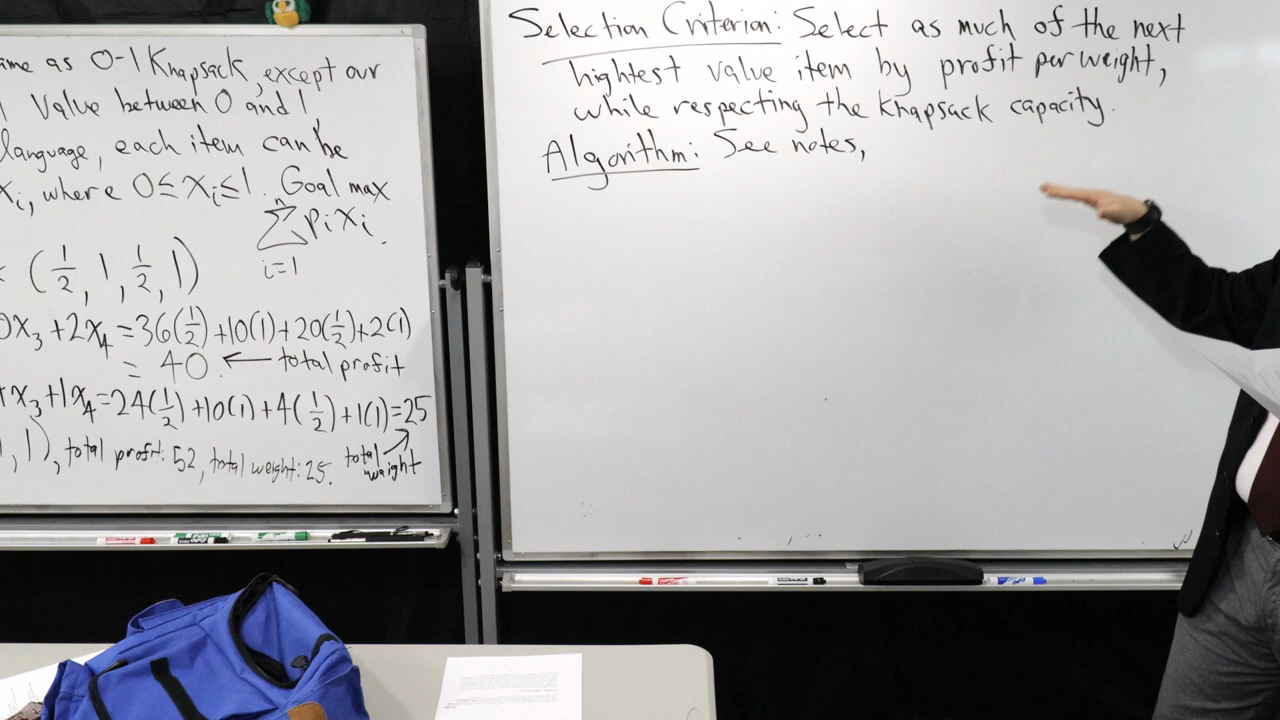 ame as 0-1 Knapsack, except our
Value between 0 and 1,
language, each item can be
xi, where 0≤xi≤1. Goal max
n
∑ pixi.
i=1
(1/2, 1, 1/2, 1)
0x3+2x4=36(1/2)+10(1)+20(1/2)+2(1)
= 40 ← total profit
x3+1x4=24(1/2)+10(1)+4(1/2)+1(1)=25
, 1), total profit: 52, total weight: 25.
total weight
Selection Criterian: Select as much of the next
hightest value item by profit per weight,
while respecting the knapsack capacity.
Algorithm: See notes,